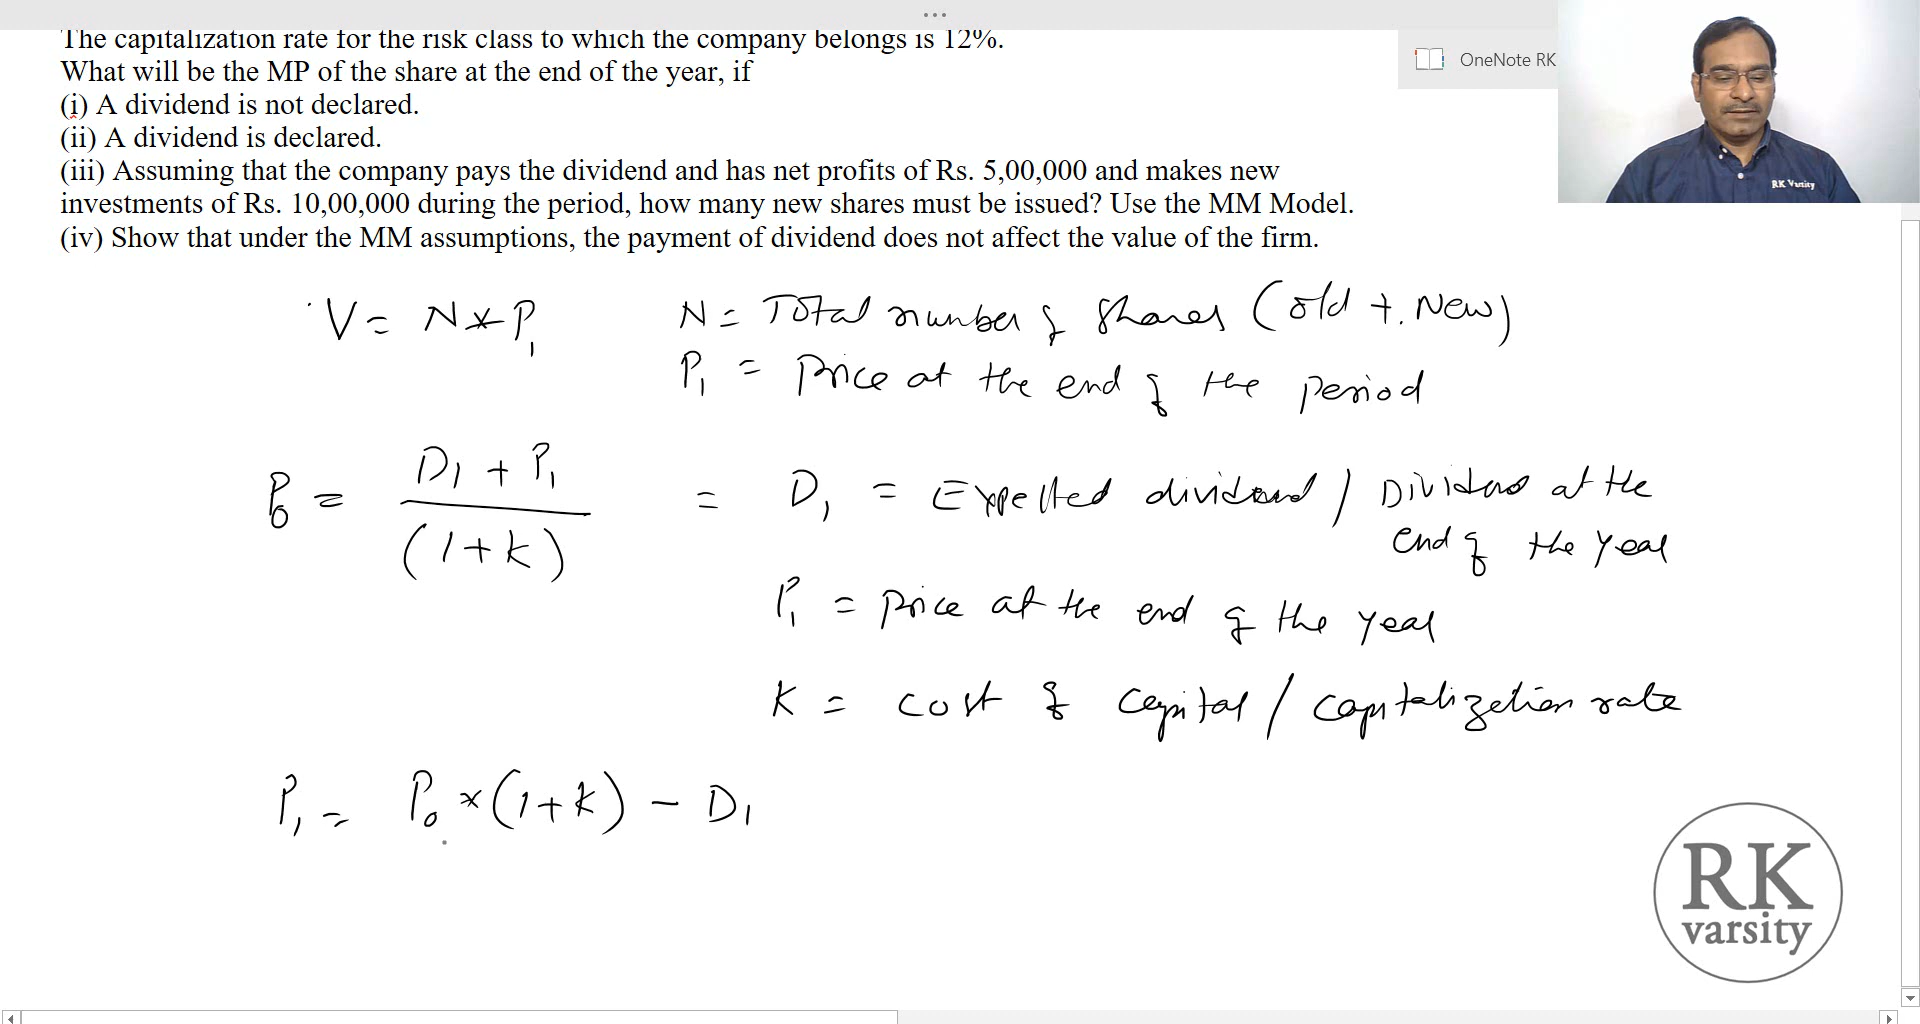 The capitalization rate for the risk class to which the company belongs is 12%.
What will be the MP of the share at the end of the year, if
OneNote RK
(i) A dividend is not declared.
(ii) A dividend is declared.
(iii) Assuming that the company pays the dividend and has net profits of Rs. 5,00,000 and makes new
investments of Rs. 10,00,000 during the period, how many new shares must be issued? Use the MM Model.
(iv) Show that under the MM assumptions, the payment of dividend does not affect the value of the firm.
RK Varsity
V = N * P1
N = Total number of shares (old + New)
P1 = Price at the end of the period
P0 = D1 + P1 / (1+k)
= D1 = Expected dividend / Dividend at the
end of the year
P1 = price at the end of the year
K = cost of capital / capitalization rate
P1 = P0 × (1+k) − D1
RK
varsity